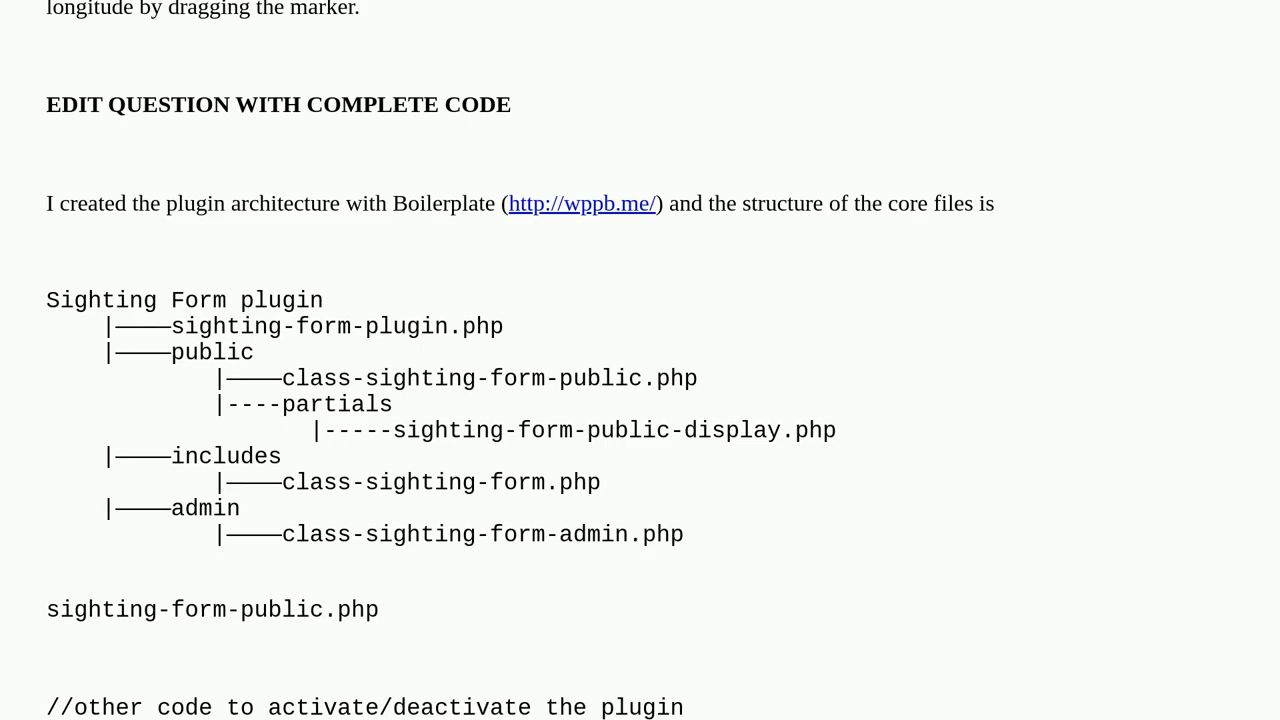 longitude by dragging the marker.
EDIT QUESTION WITH COMPLETE CODE
I created the plugin architecture with Boilerplate (http://wppb.me/) and the structure of the core files is
Sighting Form plugin
    |————sighting-form-plugin.php
    |————public
            |————class-sighting-form-public.php
            |----partials
                   |-----sighting-form-public-display.php
    |————includes
            |————class-sighting-form.php
    |————admin
            |————class-sighting-form-admin.php
sighting-form-public.php
//other code to activate/deactivate the plugin